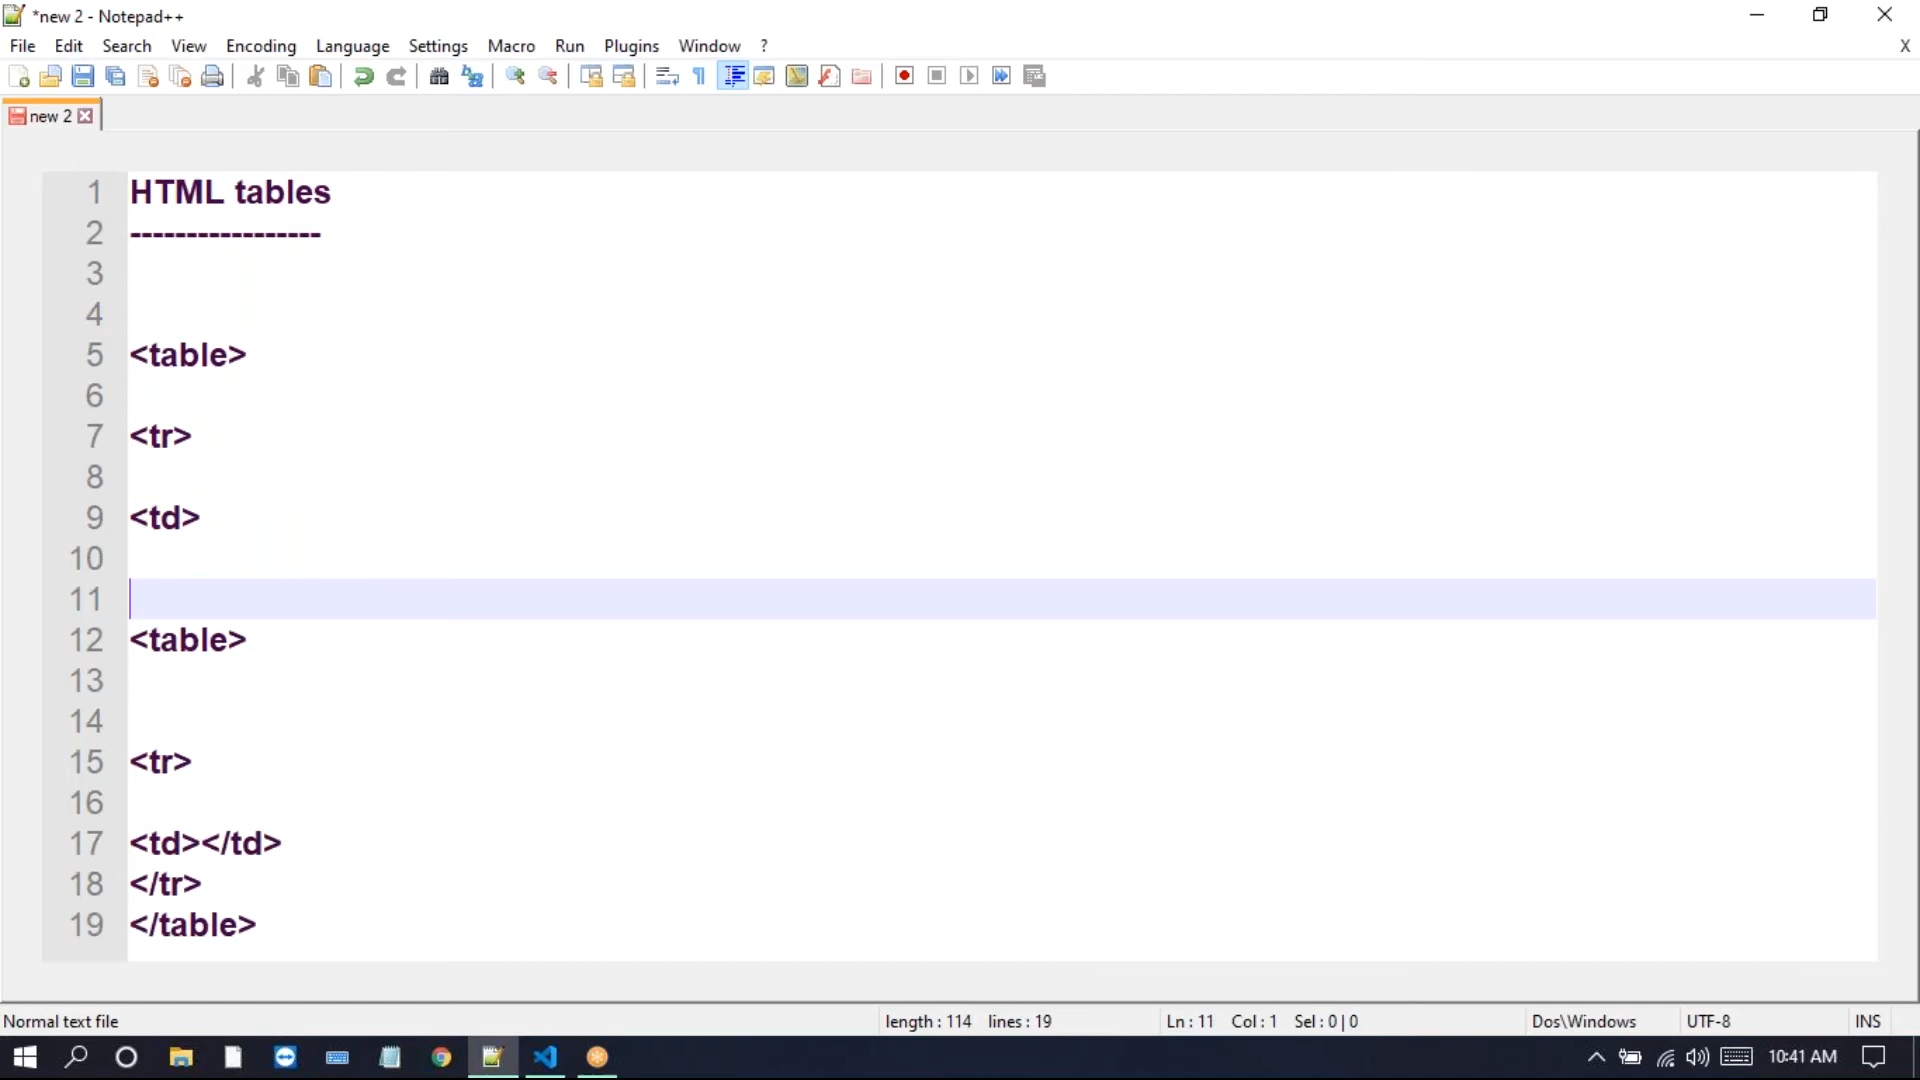 *new 2 - Notepad++
File Edit Search View Encoding Language Settings Macro Run Plugins Window ? X
new 2
1 HTML tables
2 -----------------
3
4
5 <table>
6
7 <tr>
8
9 <td>
10
11
12 <table>
13
14
15 <tr>
16
17 <td></td>
18 </tr>
19 </table>
Normal text file length : 114 lines : 19 Ln : 11 Col : 1 Sel : 0 | 0 Dos\Windows UTF-8 INS
10:41 AM